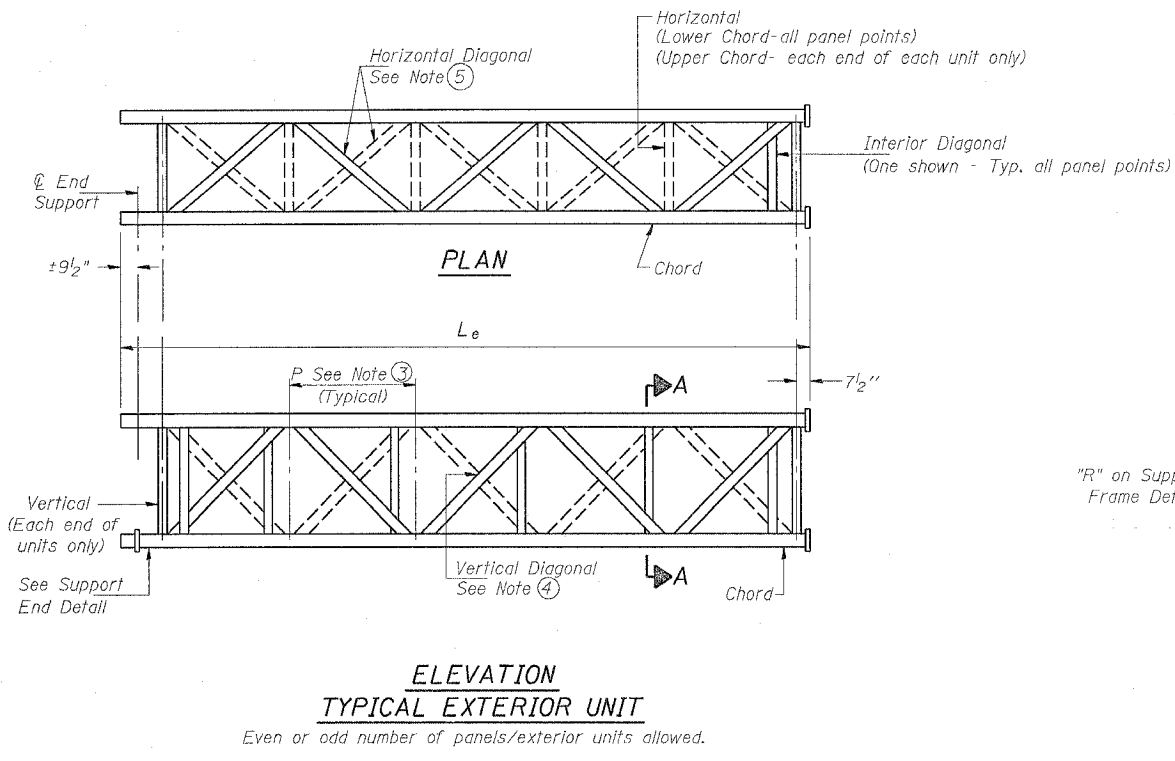 Horizontal
(Lower Chord-all panel points)
(Upper Chord- each end of each unit only)
Horizontal Diagonal
See Note 5
Interior Diagonal
(One shown - Typ. all panel points)
℄ End
Support
±9½"
PLAN
Chord
Le
P See Note 3
(Typical)
A
7½"
"R" on Supp
Frame Det
Vertical
(Each end of
units only)
See Support
End Detail
Vertical Diagonal
See Note 4
A
Chord
ELEVATION
TYPICAL EXTERIOR UNIT
Even or odd number of panels/exterior units allowed.